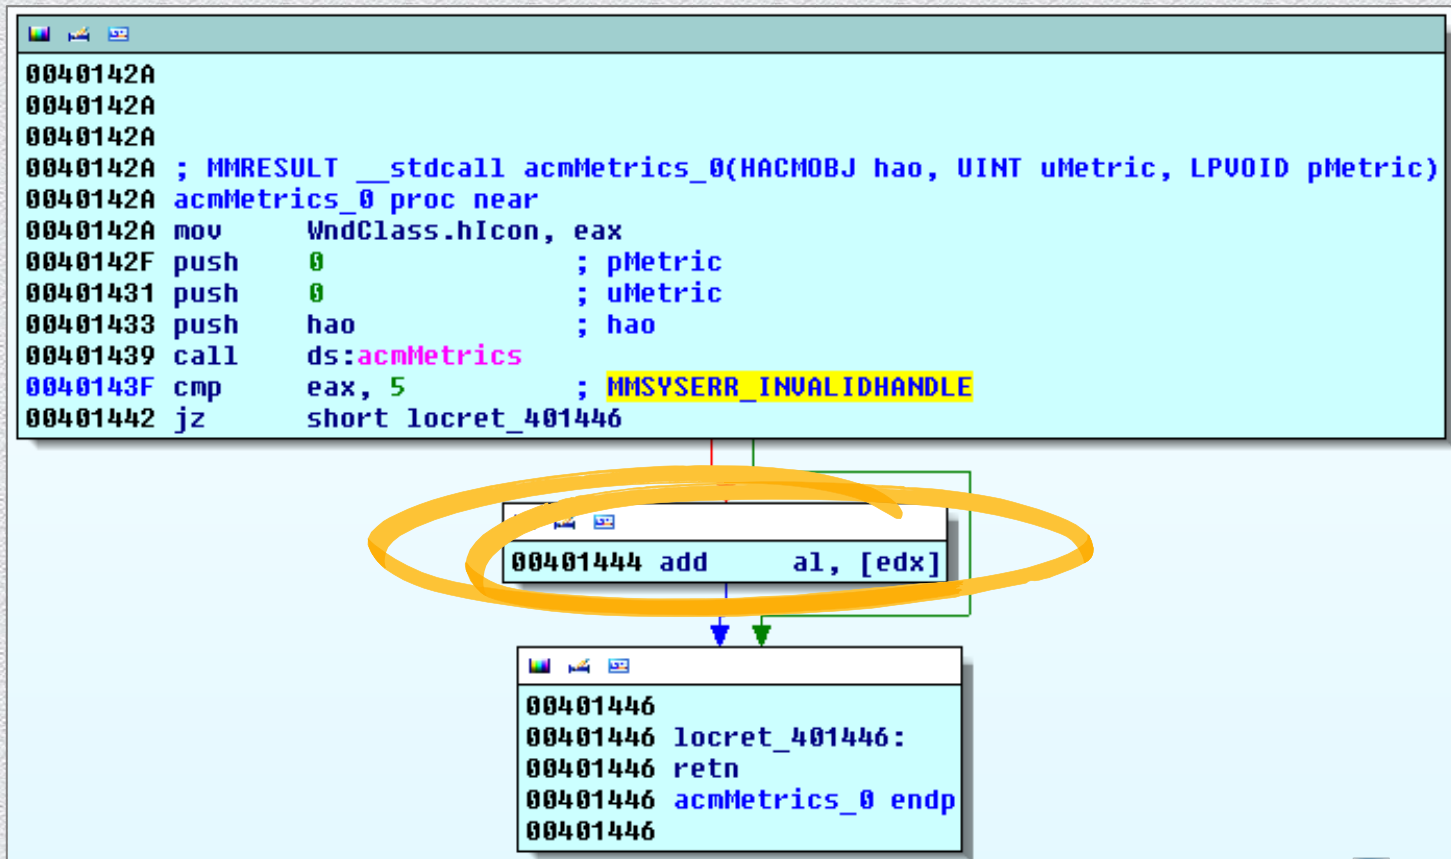 0040142A
0040142A
0040142A
0040142A ; MMRESULT __stdcall acmMetrics_0(HACMOBJ hao, UINT uMetric, LPVOID pMetric)
0040142A acmMetrics_0 proc near
0040142A mov WndClass.hIcon, eax
0040142F push 0 ; pMetric
00401431 push 0 ; uMetric
00401433 push hao ; hao
00401439 call ds:acmMetrics
0040143F cmp eax, 5 ; MMSYSERR_INVALIDHANDLE
00401442 jz short locret_401446
00401444 add al, [edx]
00401446
00401446 locret_401446:
00401446 retn
00401446 acmMetrics_0 endp
00401446